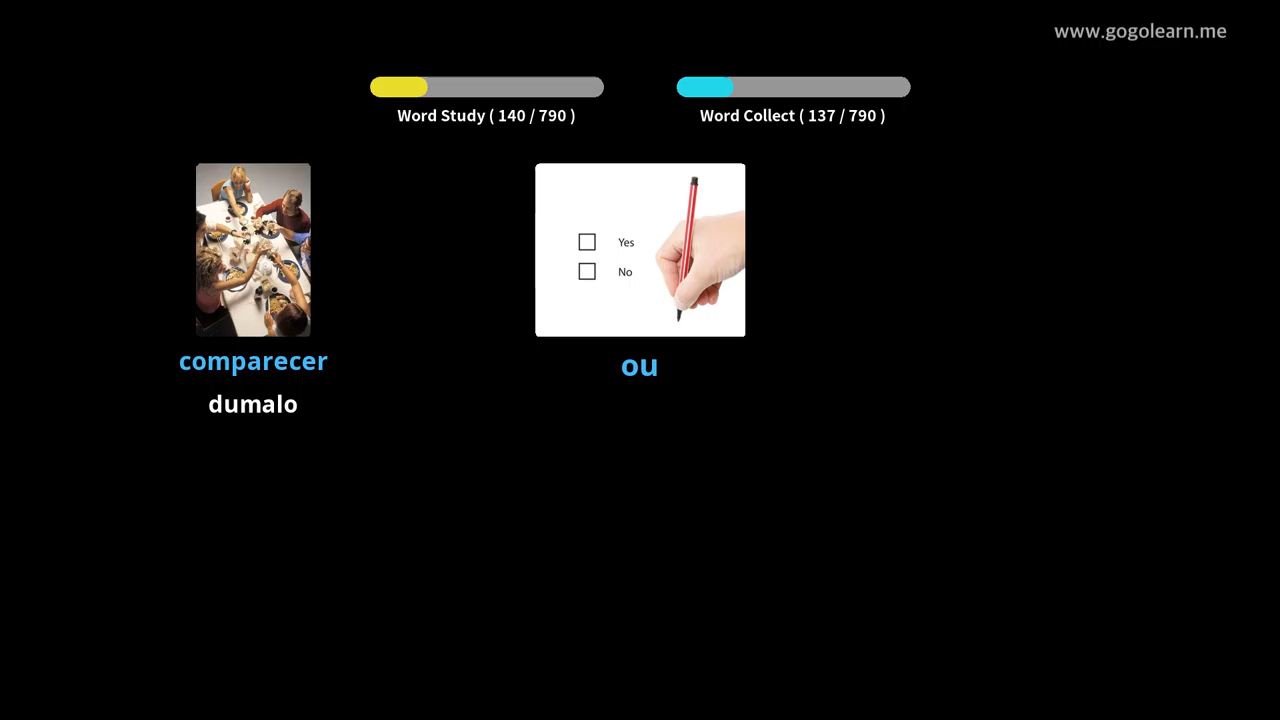 www.gogolearn.me
Word Study ( 140 / 790 )
Word Collect ( 137 / 790 )
Yes
No
comparecer
ou
dumalo